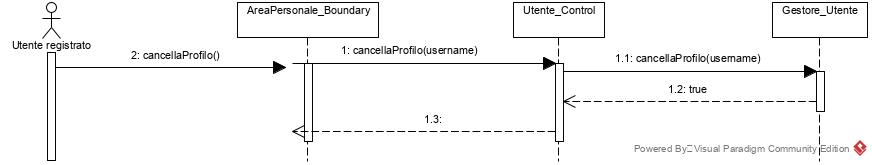 AreaPersonale_Boundary
Utente_Control
Gestore_Utente
Utente registrato
2: cancellaProfilo()
1: cancellaProfilo(username)
1.1: cancellaProfilo(username)
1.2: true
1.3:
Powered By Visual Paradigm Community Edition